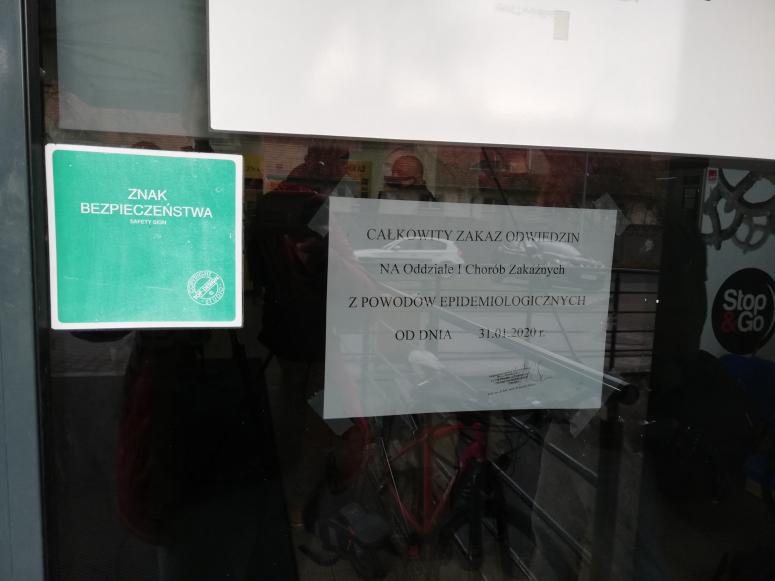 ZNAK
BEZPIECZEŃSTWA
SAFETY SIGN
CAŁKOWITY ZAKAZ ODWIEDZIN
NA Oddziale I Chorób Zakaźnych
Z POWODÓW EPIDEMIOLOGICZNYCH
OD DNIA 31.01.2020 r.
Stop
&Go